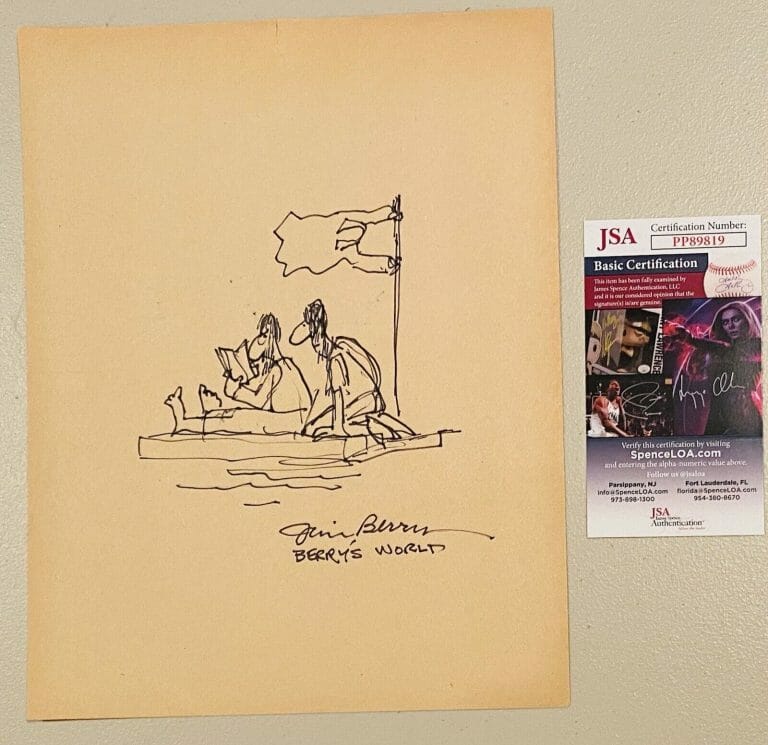 Jim Berry
BERRY'S WORLD
JSA
Certification Number:
PP89819
Basic Certification
This item has been fully examined by
James Spence Authentication, LLC
and it is our considered opinion that the
signature(s) is/are genuine.
LAWRENCE
Verify this certification by visiting
SpenceLOA.com
and entering the alpha-numeric value above.
Follow us @jsaloa
Parsippany, NJ
info@SpenceLOA.com
973-898-1300
Fort Lauderdale, FL
florida@SpenceLOA.com
954-380-8670
JSA
James Spence
Authentication